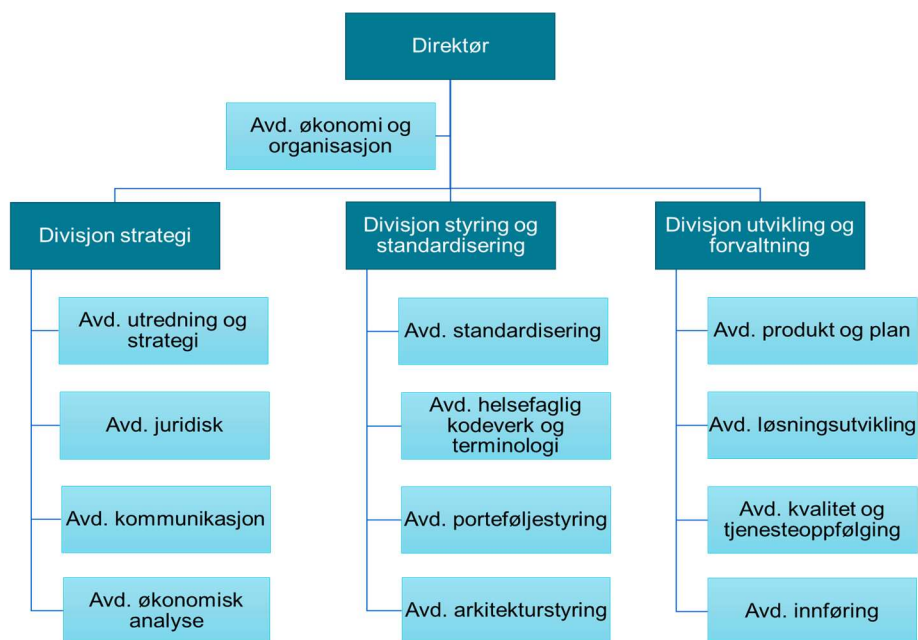 Direktør
Avd. økonomi og
organisasjon
Divisjon strategi
Avd. utredning og
strategi
Avd. juridisk
Avd. kommunikasjon
Avd. økonomisk
analyse
Divisjon styring og
standardisering
Avd. standardisering
Avd. helsefaglig
kodeverk og
terminologi
Avd. porteføljestyring
Avd. arkitekturstyring
Divisjon utvikling og
forvaltning
Avd. produkt og plan
Avd. løsningsutvikling
Avd. kvalitet og
tjenesteoppfølging
Avd. innføring